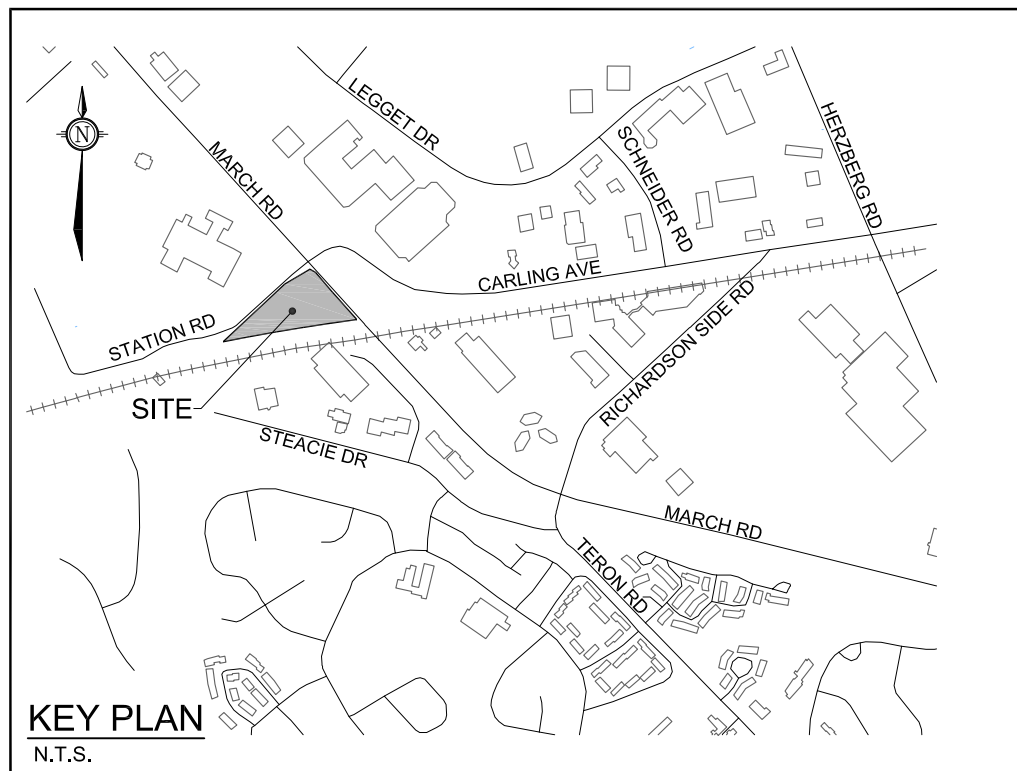 LEGGET DR
HERZBERG RD
N
SCHNEIDER RD
MARCH RD
CARLING AVE
STATION RD
RICHARDSON SIDE RD
SITE
STEACIE DR
MARCH RD
TERON RD
KEY PLAN
N.T.S.